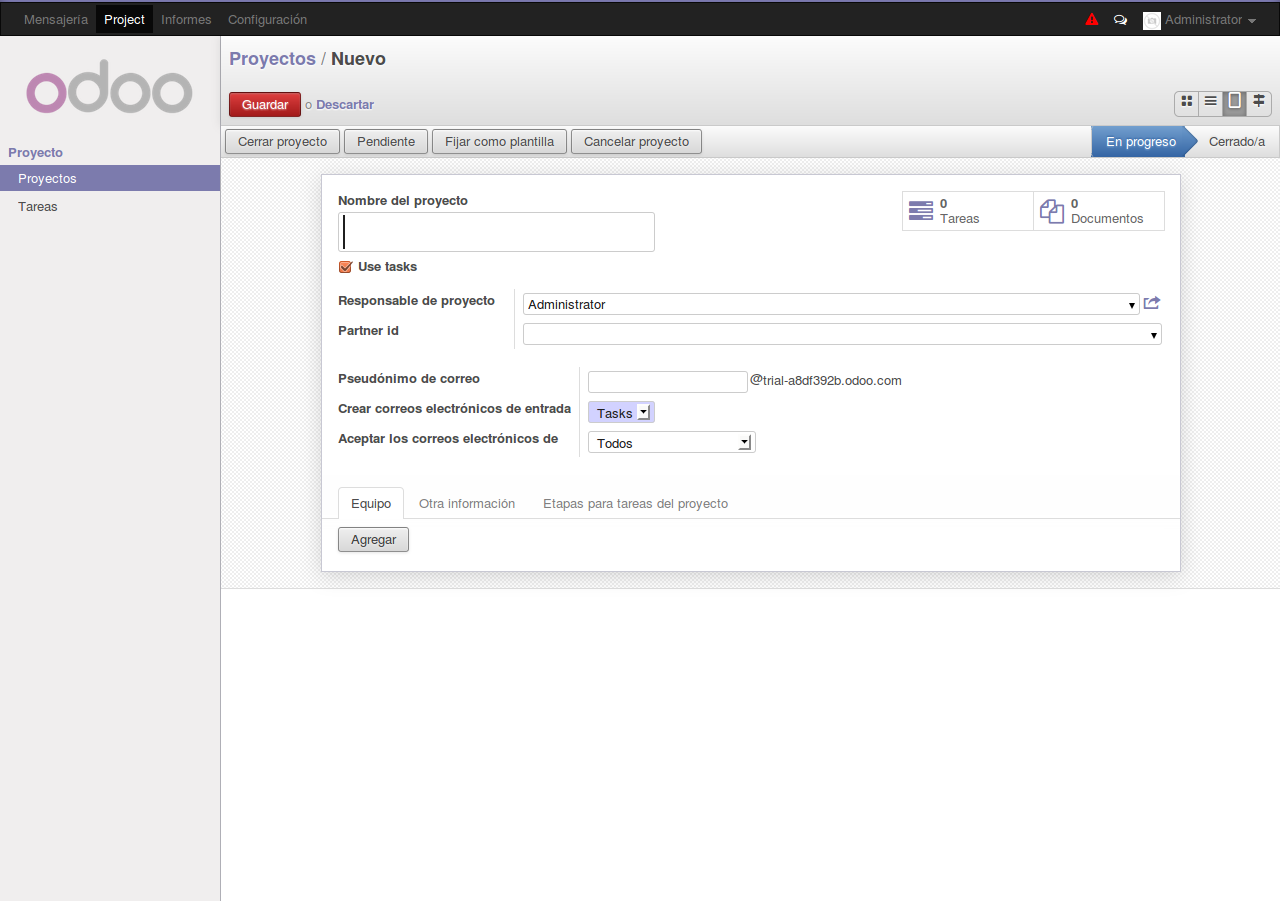 Mensajería Project Informes Configuración Administrator
odoo
Proyectos / Nuevo
Guardar o Descartar
Cerrar proyecto Pendiente Fijar como plantilla Cancelar proyecto En progreso Cerrado/a
Proyecto
Proyectos
Tareas
Nombre del proyecto
0 Tareas
0 Documentos
Use tasks
Responsable de proyecto Administrator
Partner id
Pseudónimo de correo @trial-a8df392b.odoo.com
Crear correos electrónicos de entrada Tasks
Aceptar los correos electrónicos de Todos
Equipo Otra información Etapas para tareas del proyecto
Agregar